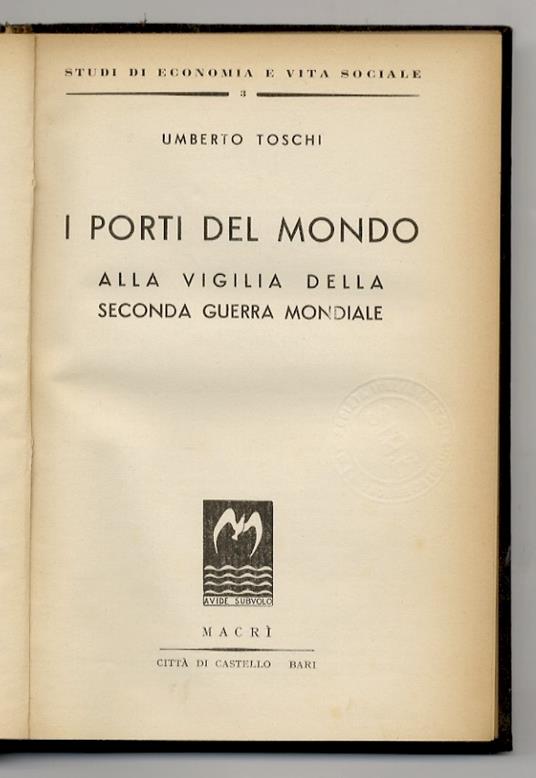 STUDI DI ECONOMIA E VITA SOCIALE
3
UMBERTO TOSCHI
I PORTI DEL MONDO
ALLA VIGILIA DELLA
SECONDA GUERRA MONDIALE
AVIDE SUBVOLO
MACRÌ
CITTÀ DI CASTELLO BARI